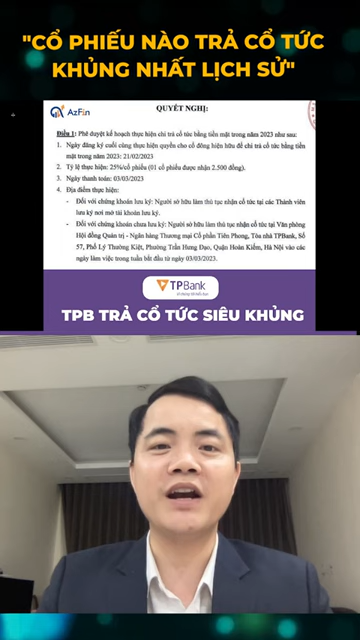 "CỔ PHIẾU NÀO TRẢ CỔ TỨC
KHỦNG NHẤT LỊCH SỬ"
AzFin
QUYẾT NGHỊ:
Điều 1: Phê duyệt kế hoạch thực hiện chi trả cổ tức bằng tiền mặt trong năm 2023 như sau:
1. Ngày đăng ký cuối cùng thực hiện quyền cho cổ đông hiện hữu để chi trả cổ tức bằng tiền
mặt trong năm 2023: 21/02/2023
2. Tỷ lệ thực hiện: 25%/cổ phiếu (01 cổ phiếu được nhận 2.500 đồng).
3. Ngày thanh toán: 03/03/2023
4. Địa điểm thực hiện:
- Đối với chứng khoán lưu ký: Người sở hữu làm thủ tục nhận cổ tức tại các Thành viên
lưu ký nơi mở tài khoản lưu ký.
- Đối với chứng khoán chưa lưu ký: Người sở hữu làm thủ tục nhận cổ tức tại Văn phòng
Hội đồng Quản trị - Ngân hàng Thương mại Cổ phần Tiên Phong, Tòa nhà TPBank, Số
57, Phố Lý Thường Kiệt, Phường Trần Hưng Đạo, Quận Hoàn Kiếm, Hà Nội vào các
ngày làm việc trong tuần bắt đầu từ ngày 03/03/2023.
TPBank
TPB TRẢ CỔ TỨC SIÊU KHỦNG